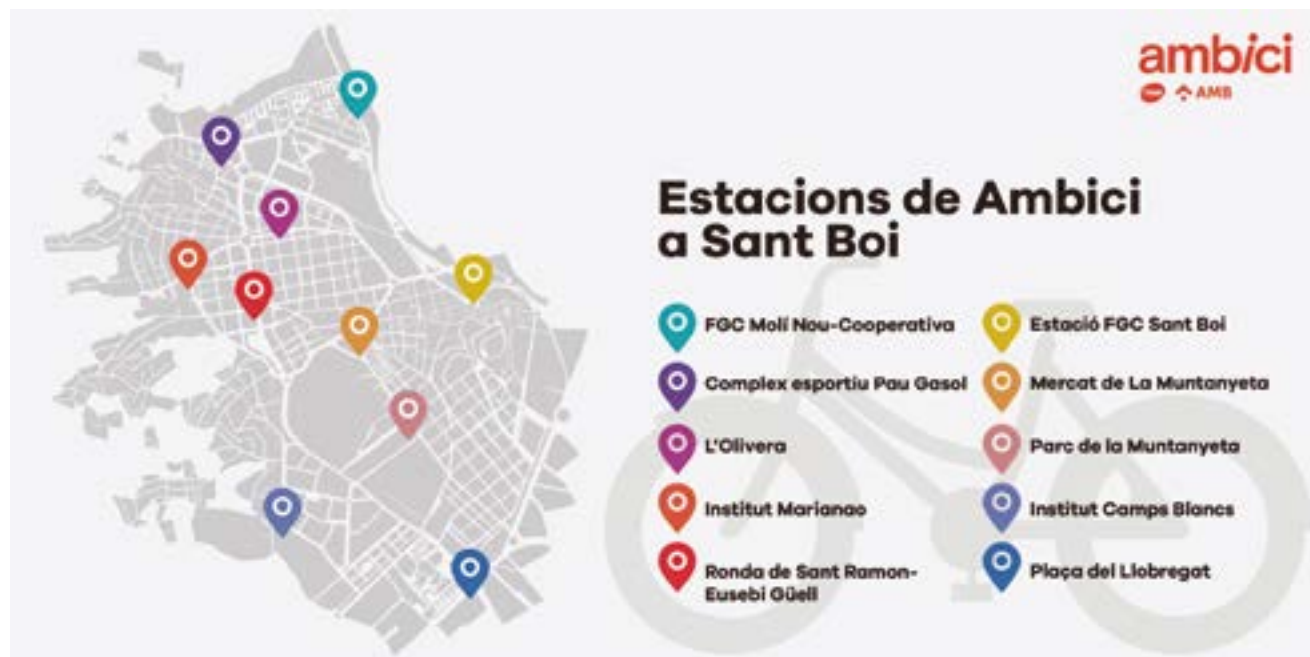 ambici
AMB
Estacions de Ambici
a Sant Boi
FGC Molí Nou-Cooperativa
Complex esportiu Pau Gasol
L'Olivera
Institut Marianao
Ronda de Sant Ramon-
Eusebi Güell
Estació FGC Sant Boi
Mercat de La Muntanyeta
Parc de la Muntanyeta
Institut Camps Blancs
Plaça del Llobregat